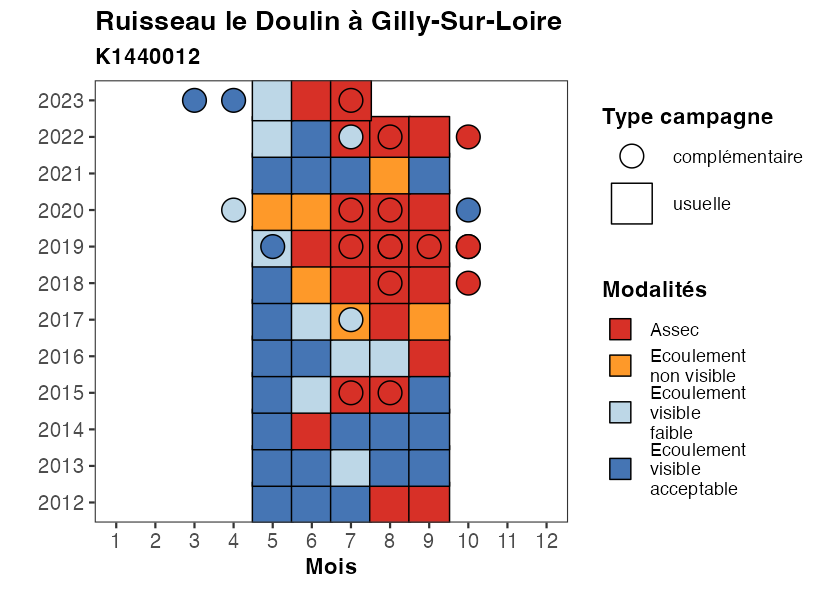 Ruisseau le Doulin à Gilly-Sur-Loire
K1440012
2023
2022
2021
2020
2019
2018
2017
2016
2015
2014
2013
2012
1 2 3 4 5 6 7 8 9 10 11 12
Mois
Type campagne
complémentaire
usuelle
Modalités
Assec
Ecoulement
non visible
Ecoulement
visible
faible
Ecoulement
visible
acceptable